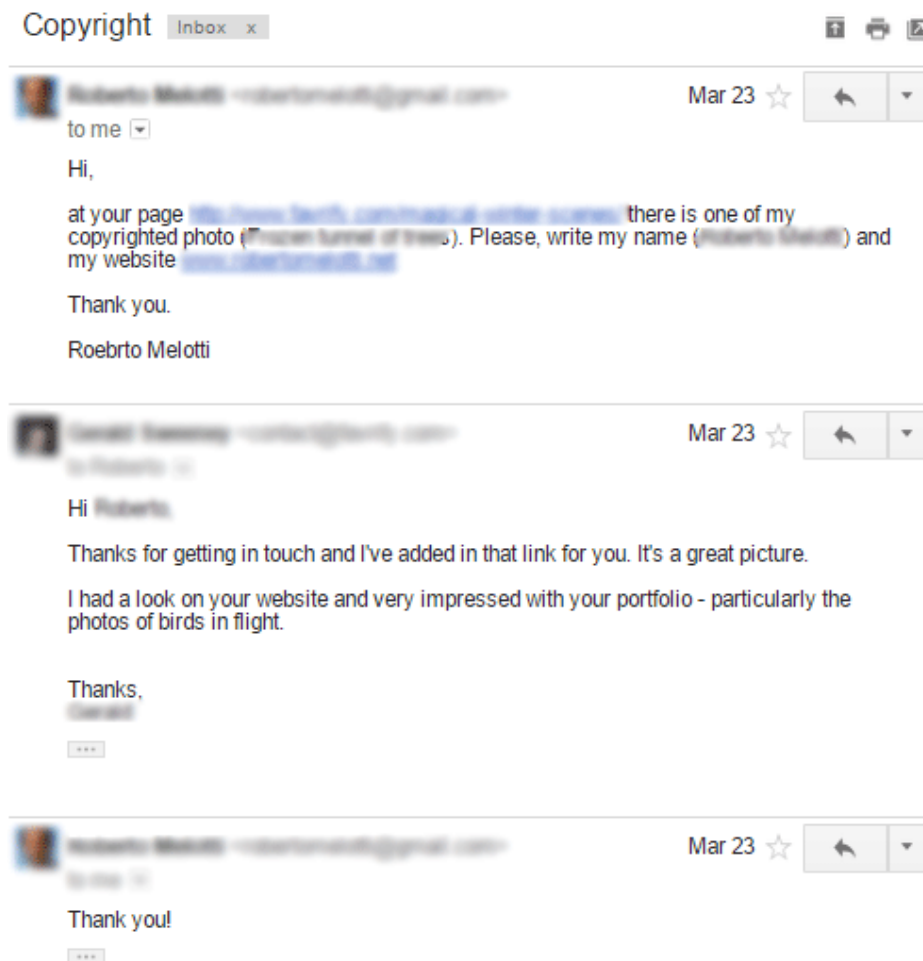 Copyright Inbox x
Mar 23
to me
Hi,
at your page there is one of my
copyrighted photo ( ). Please, write my name ( ) and
my website
Thank you.
Roebrto Melotti
Mar 23
Hi
Thanks for getting in touch and I've added in that link for you. It's a great picture.
I had a look on your website and very impressed with your portfolio - particularly the
photos of birds in flight.
Thanks,
Mar 23
Thank you!